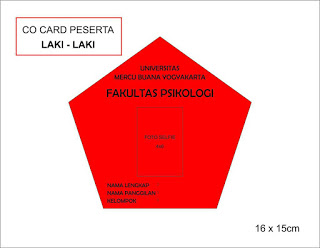 CO CARD PESERTA
LAKI - LAKI
UNIVERSITAS
MERCU BUANA YOGYAKARTA
FAKULTAS PSIKOLOGI
NAMA LENGKAP
NAMA PANGGILAN
KELOMPOK
16 x 15cm